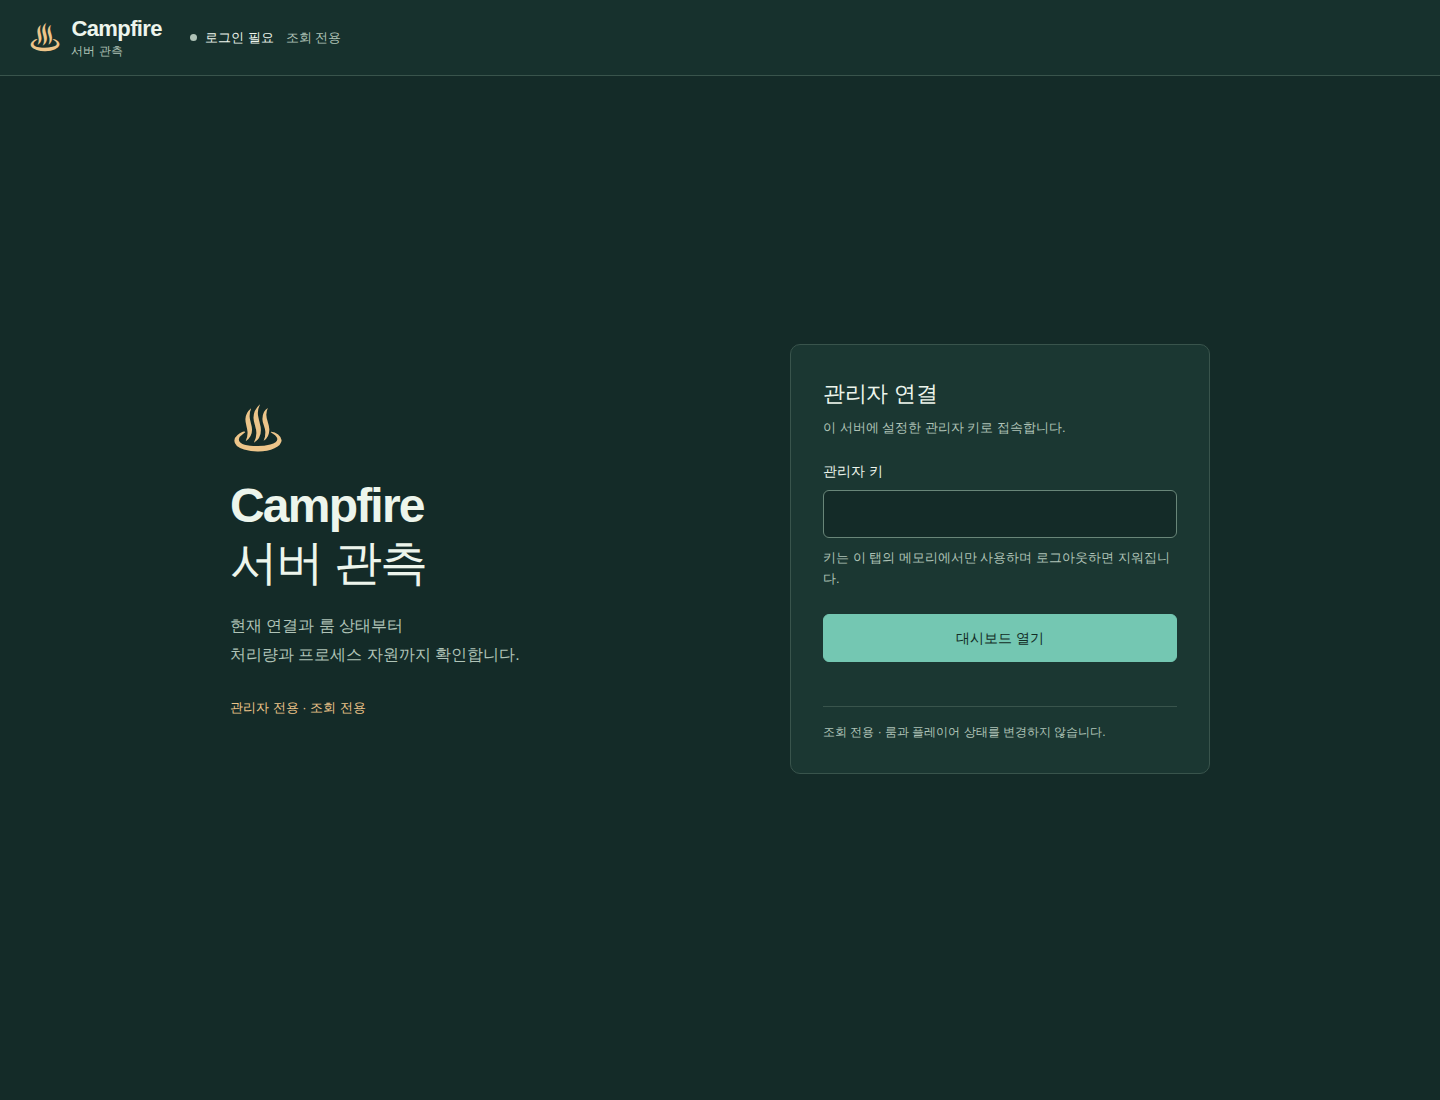 Campfire
서버 관측
로그인 필요 조회 전용
Campfire
서버 관측
현재 연결과 룸 상태부터
처리량과 프로세스 자원까지 확인합니다.
관리자 전용 · 조회 전용
관리자 연결
이 서버에 설정한 관리자 키로 접속합니다.
관리자 키
키는 이 탭의 메모리에서만 사용하며 로그아웃하면 지워집니
다.
대시보드 열기
조회 전용 · 룸과 플레이어 상태를 변경하지 않습니다.